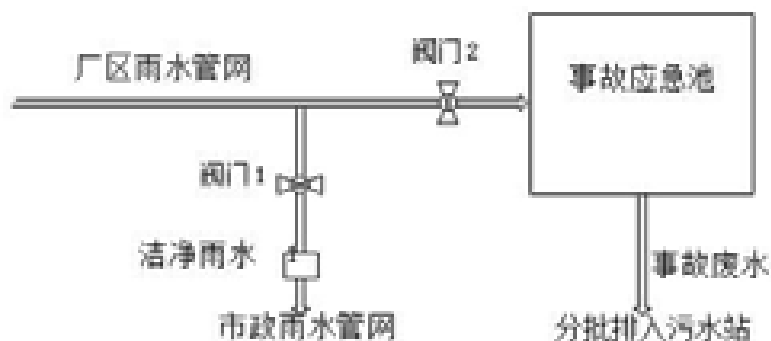 阀门2
厂区雨水管网
事故应急池
阀门1
洁净雨水
事故废水
市政雨水管网
分批排入污水站